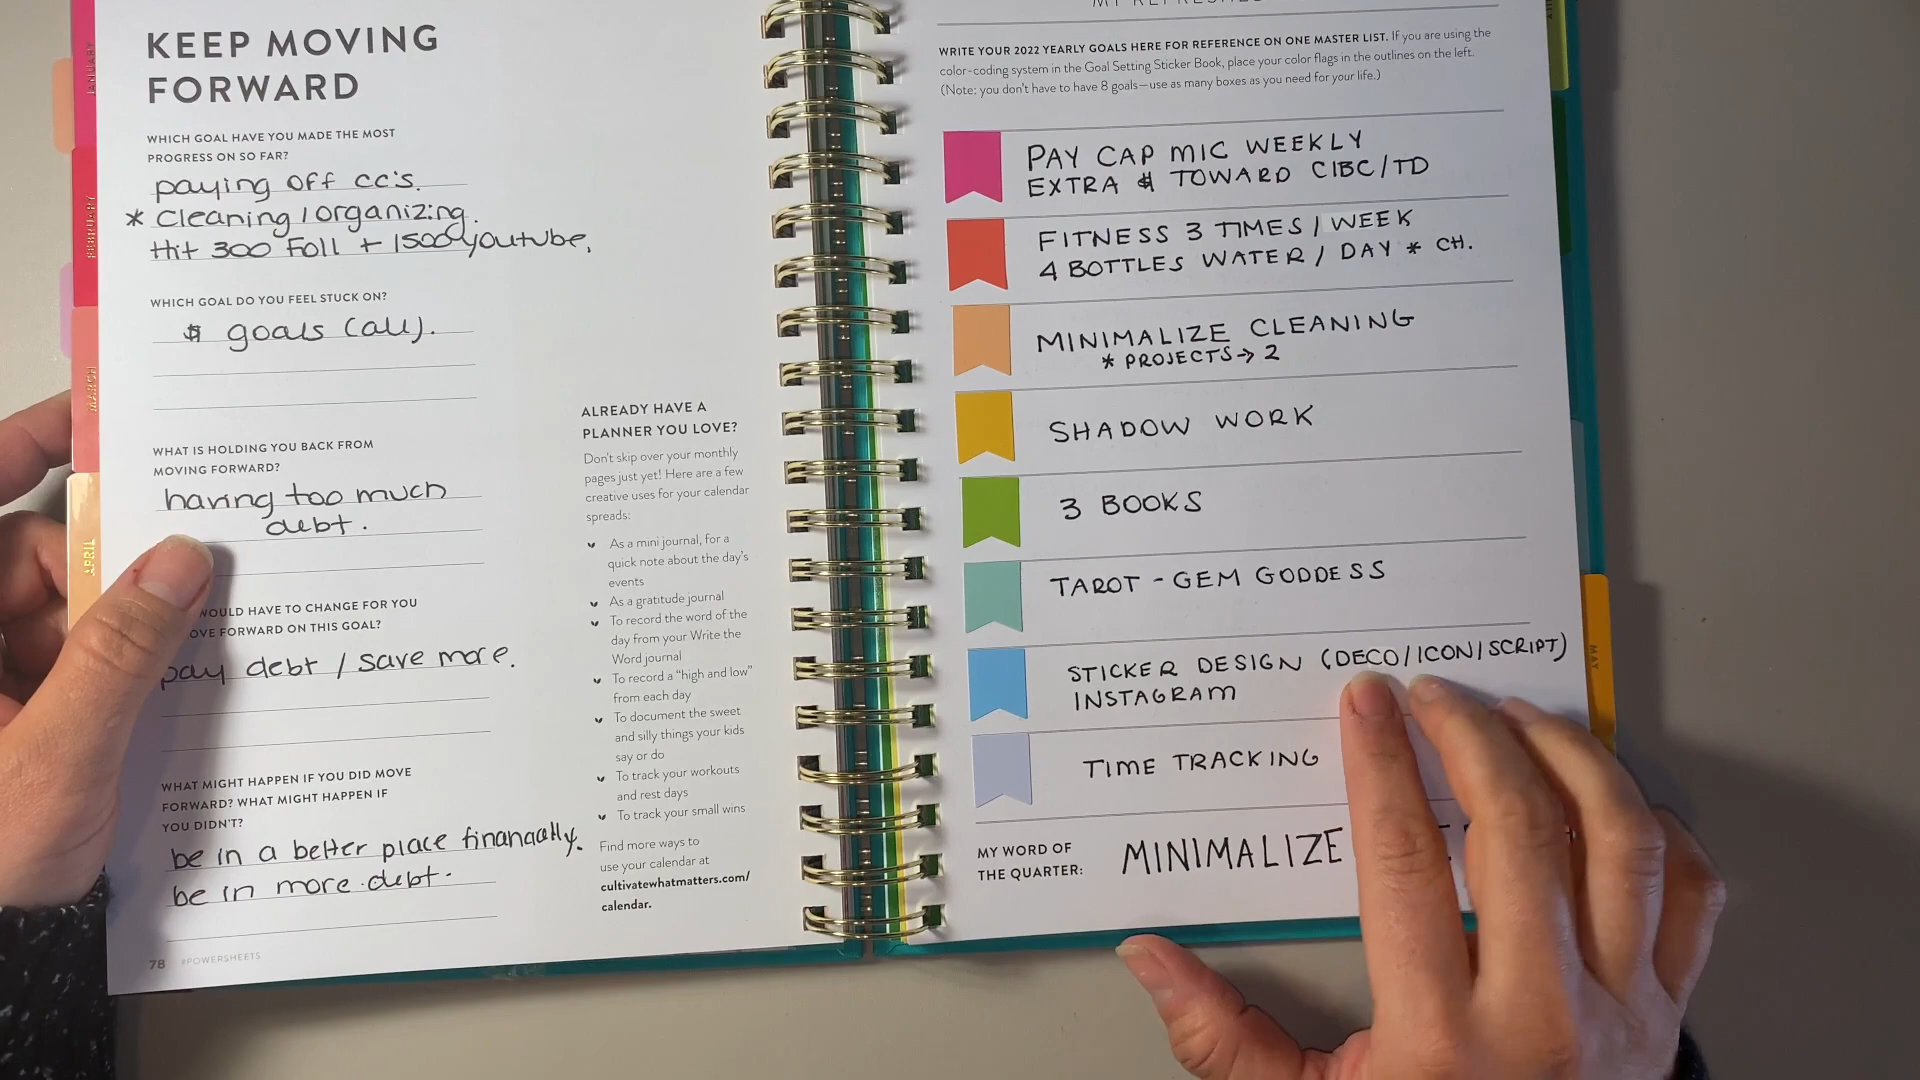 KEEP MOVING
FORWARD
WHICH GOAL HAVE YOU MADE THE MOST
PROGRESS ON SO FAR?
paying off cc's.
* cleaning / organizing.
Hit 300 Foll + 1500 youtube.
WHICH GOAL DO YOU FEEL STUCK ON?
$ goals (all).
WHAT IS HOLDING YOU BACK FROM
MOVING FORWARD?
having too much
debt.
WOULD HAVE TO CHANGE FOR YOU
OVE FORWARD ON THIS GOAL?
pay debt / save more.
WHAT MIGHT HAPPEN IF YOU DID MOVE
FORWARD? WHAT MIGHT HAPPEN IF
YOU DIDN'T?
be in a better place financially.
be in more debt.
78 #POWERSHEETS
ALREADY HAVE A
PLANNER YOU LOVE?
Don't skip over your monthly
pages just yet! Here are a few
creative uses for your calendar
spreads:
As a mini journal, for a
quick note about the day's
events
As a gratitude journal
To record the word of the
day from your Write the
Word journal
To record a "high and low"
from each day
To document the sweet
and silly things your kids
say or do
To track your workouts
and rest days
To track your small wins
Find more ways to
use your calendar at
cultivatewhatmatters.com/
calendar.
WRITE YOUR 2022 YEARLY GOALS HERE FOR REFERENCE ON ONE MASTER LIST. If you are using the
color-coding system in the Goal Setting Sticker Book, place your color flags in the outlines on the left.
(Note: you don't have to have 8 goals—use as many boxes as you need for your life.)
PAY CAP MIC WEEKLY
EXTRA $ TOWARD CIBC/TD
FITNESS 3 TIMES / WEEK
4 BOTTLES WATER / DAY * CH.
MINIMALIZE CLEANING
* PROJECTS → 2
SHADOW WORK
3 BOOKS
TAROT - GEM GODDESS
STICKER DESIGN (DECO/ICON/SCRIPT)
INSTAGRAM
TIME TRACKING
MY WORD OF
THE QUARTER:
MINIMALIZE
JANUARY
FEBRUARY
MARCH
APRIL
MAY